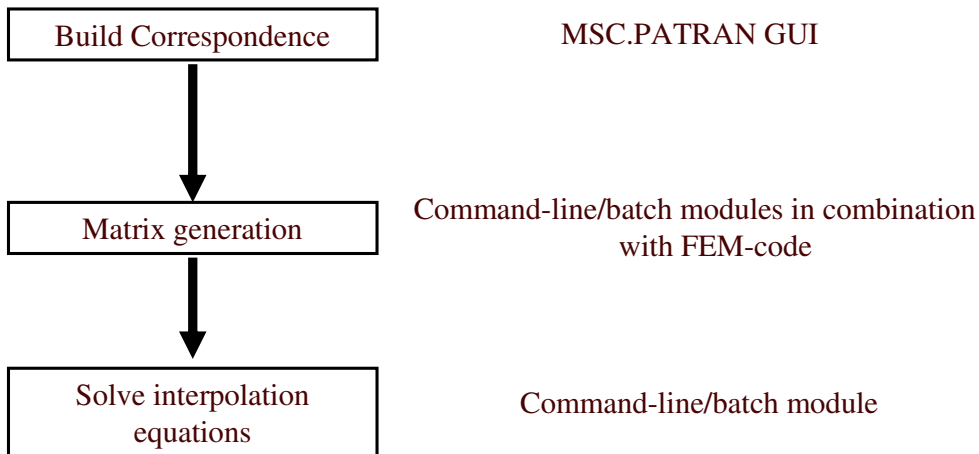 Build Correspondence
MSC.PATRAN GUI
Matrix generation
Command-line/batch modules in combination
with FEM-code
Solve interpolation
equations
Command-line/batch module